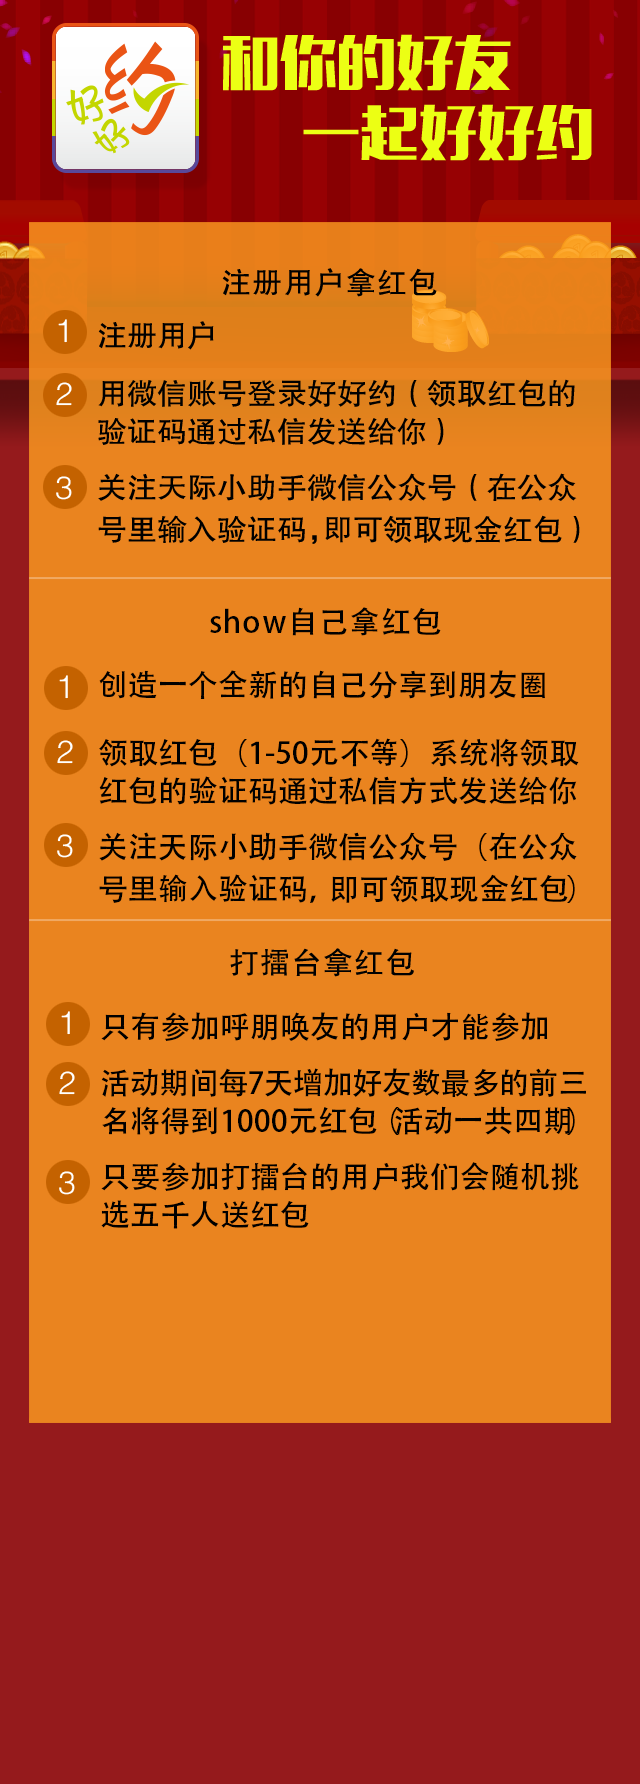 好
好
约
和你的好友
一起好好约
注册用户拿红包
1 注册用户
2 用微信账号登录好好约（领取红包的
验证码通过私信发送给你）
3 关注天际小助手微信公众号（在公众
号里输入验证码,即可领取现金红包）
show自己拿红包
1 创造一个全新的自己分享到朋友圈
2 领取红包（1-50元不等）系统将领取
红包的验证码通过私信方式发送给你
3 关注天际小助手微信公众号（在公众
号里输入验证码, 即可领取现金红包）
打擂台拿红包
1 只有参加呼朋唤友的用户才能参加
2 活动期间每7天增加好友数最多的前三
名将得到1000元红包（活动一共四期）
3 只要参加打擂台的用户我们会随机挑
选五千人送红包